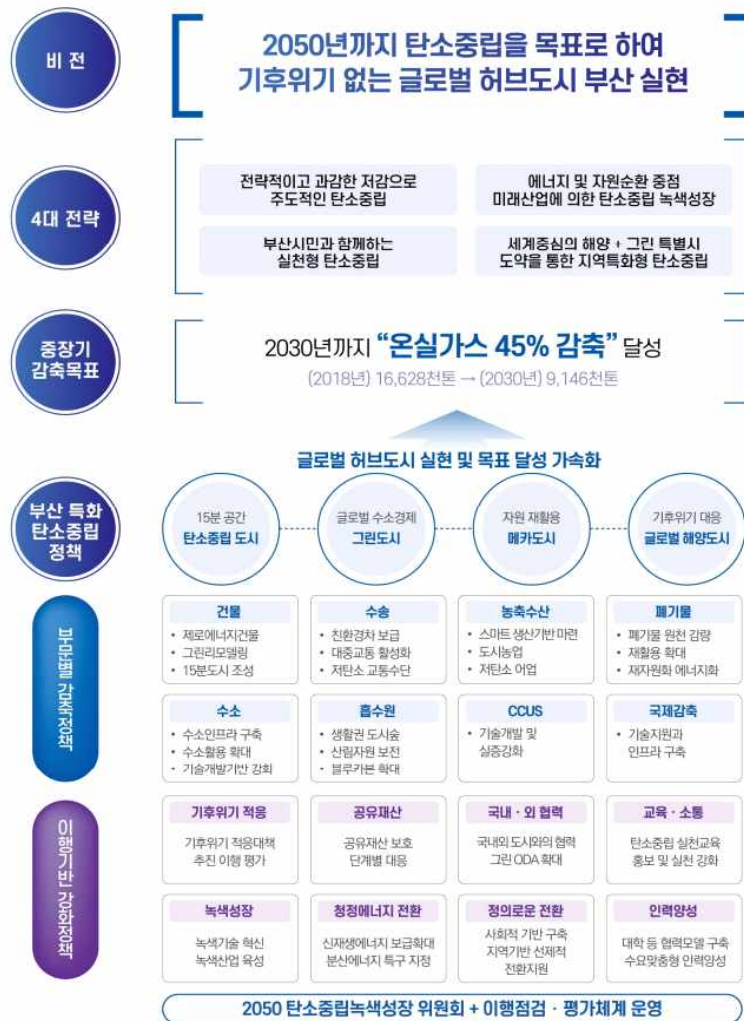 비 전
2050년까지 탄소중립을 목표로 하여
기후위기 없는 글로벌 허브도시 부산 실현
4대 전략
전략적이고 과감한 저감으로
주도적인 탄소중립
에너지 및 자원순환 중점
미래산업에 의한 탄소중립 녹색성장
부산시민과 함께하는
실천형 탄소중립
세계중심의 해양 + 그린 특별시
도약을 통한 지역특화형 탄소중립
중장기
감축목표
2030년까지 “온실가스 45% 감축” 달성
(2018년) 16,628천톤 → (2030년) 9,146천톤
글로벌 허브도시 실현 및 목표 달성 가속화
부산 특화
탄소중립
정책
15분 공간
탄소중립 도시
글로벌 수소경제
그린도시
자원 재활용
메카도시
기후위기 대응
글로벌 해양도시
부문별 감축정책
건물
• 제로에너지건물
• 그린리모델링
• 15분도시 조성
수송
• 친환경차 보급
• 대중교통 활성화
• 저탄소 교통수단
농축수산
• 스마트 생산기반 마련
• 도시농업
• 저탄소 어업
폐기물
• 폐기물 원천 감량
• 재활용 확대
• 재자원화 에너지화
수소
• 수소인프라 구축
• 수소활용 확대
- 기술개발기반 강화
흡수원
• 생활권 도시숲
• 산림자원 보전
- 블루카본 확대
CCUS
• 기술개발 및
실증강화
국제감축
• 기술지원과
인프라 구축
이행기반 강화정책
기후위기 적응
기후위기 적응대책
추진 이행 평가
공유재산
공유재산 보호
단계별 대응
국내 · 외 협력
국내외 도시와의 협력
그린 ODA 확대
교육 · 소통
탄소중립 실천교육
홍보 및 실천 강화
녹색성장
녹색기술 혁신
녹색산업 육성
청정에너지 전환
신재생에너지 보급확대
분산에너지 특구 지정
정의로운 전환
사회적 기반 구축
지역기반 선제적
전환지원
인력양성
대학 등 협력모델 구축
수요맞춤형 인력양성
2050 탄소중립녹색성장 위원회 + 이행점검 · 평가체계 운영